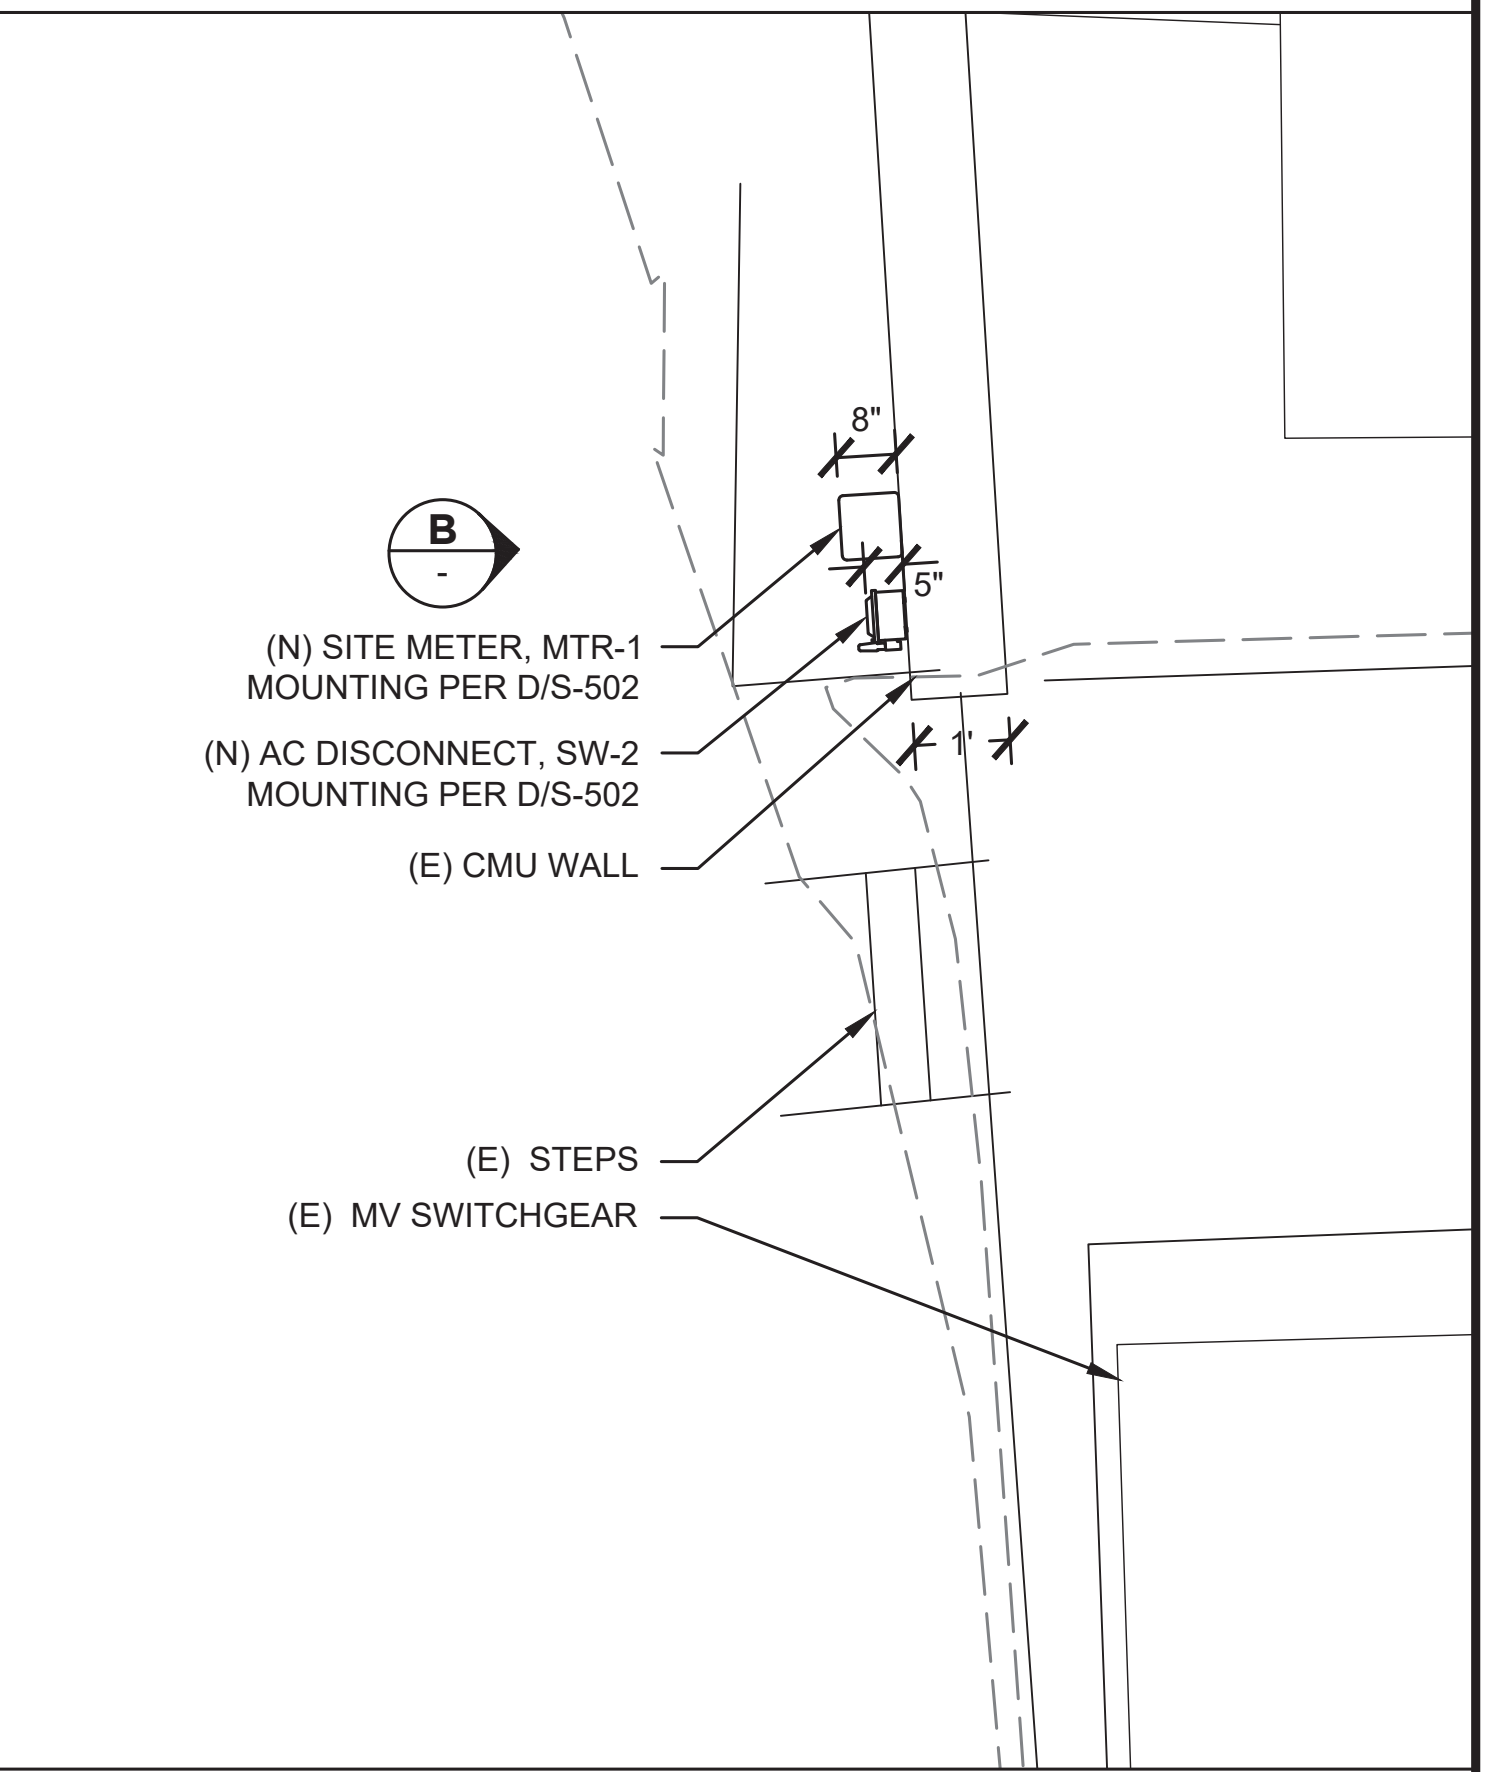 8"
B
-
5"
(N) SITE METER, MTR-1
MOUNTING PER D/S-502
(N) AC DISCONNECT, SW-2
MOUNTING PER D/S-502
1'
(E) CMU WALL
(E) STEPS
(E) MV SWITCHGEAR